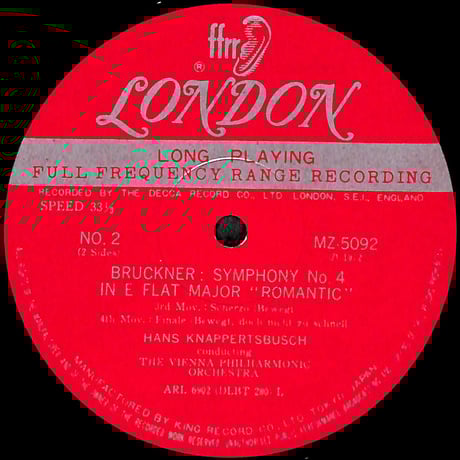 ffrr
®
LONDON
LONG PLAYING
FULL FREQUENCY RANGE RECORDING
RECORDED BY THE DECCA RECORD CO., LTD. LONDON, S.E.I., ENGLAND
SPEED 33⅓
NO. 2
(2 Sides)
MZ-5092
BRUCKNER: SYMPHONY No 4
IN E FLAT MAJOR "ROMANTIC"
3rd Mov.: Scherzo (Bewegt)
4th Mov.: Finale (Bewegt, doch nicht zu schnell
HANS KNAPPERTSBUSCH
conducting
THE VIENNA PHILHARMONIC
ORCHESTRA
ARL 6902 (JLBT 200) L
MANUFACTURED BY KING RECORD CO., LTD. TOKYO, JAPAN